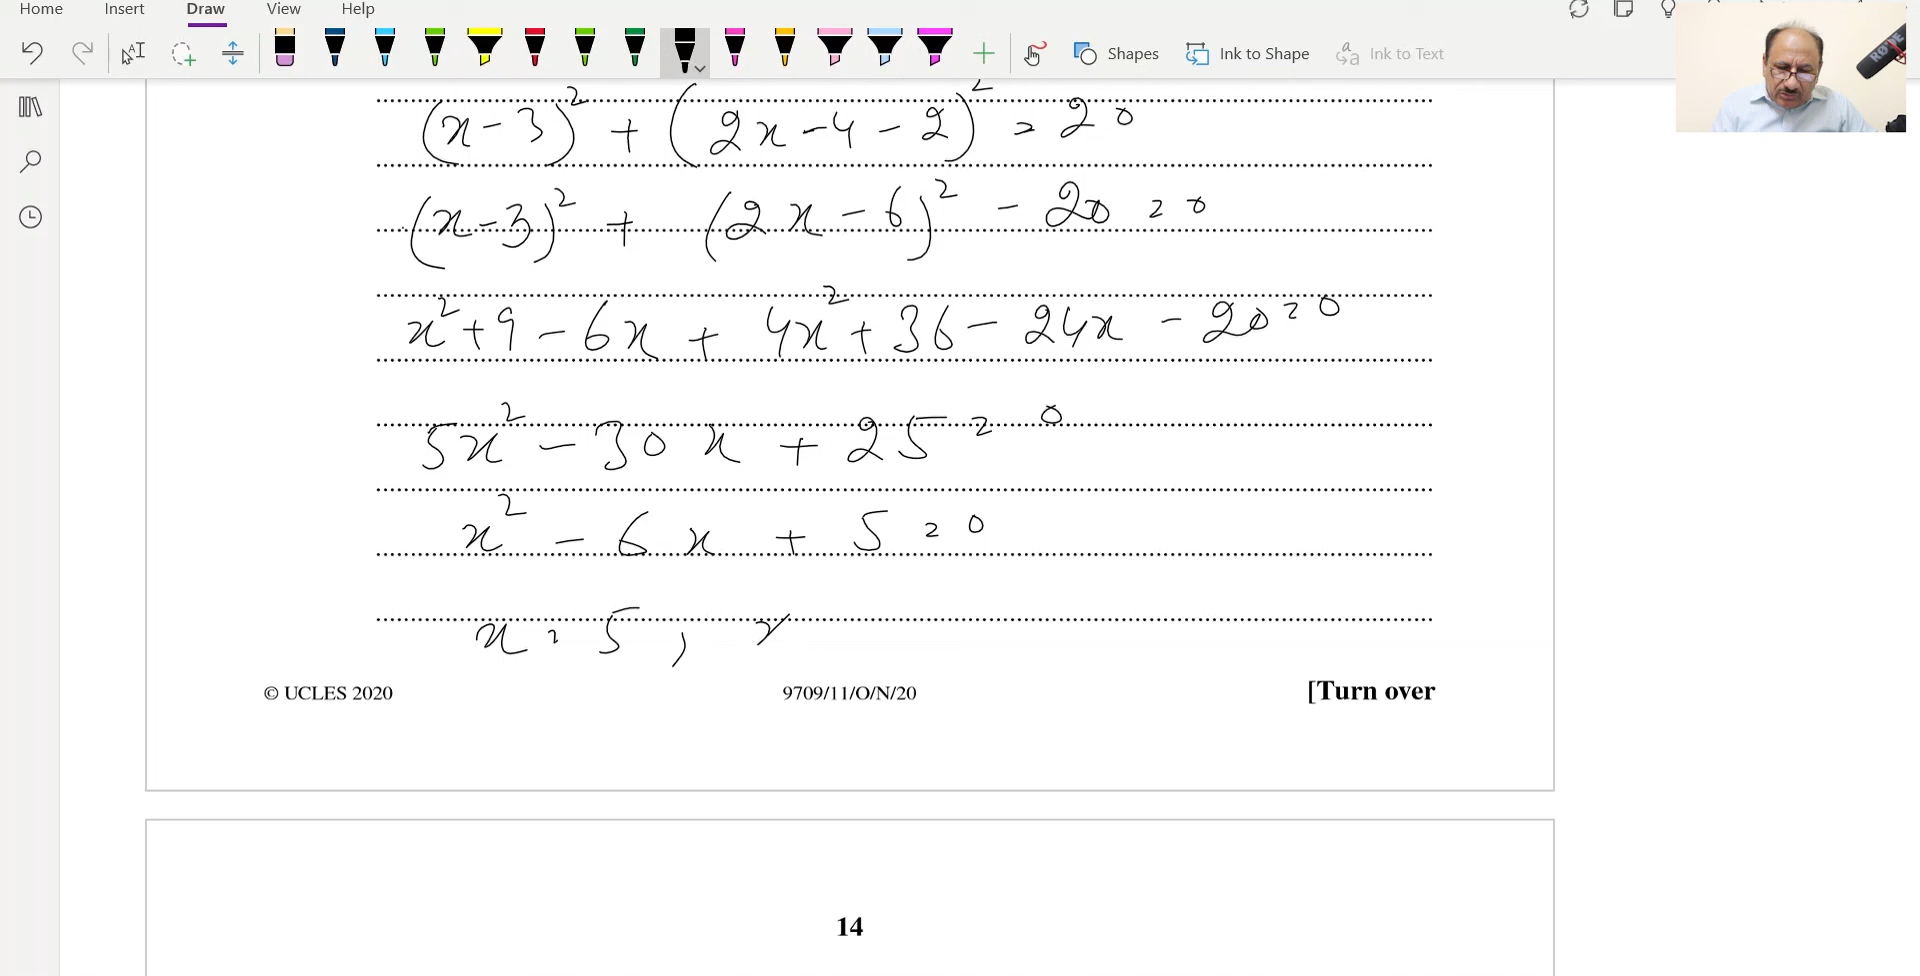 Home Insert Draw View Help
Shapes Ink to Shape Ink to Text
(x-3)² + (2x-4-2)² = 20
(x-3)² + (2x-6)² - 20 = 0
x²+9-6x + 4x²+36-24x - 20 = 0
5x² - 30x + 25 = 0
x² - 6x + 5 = 0
x = 5, x
© UCLES 2020 9709/11/O/N/20 [Turn over
14
RØDE